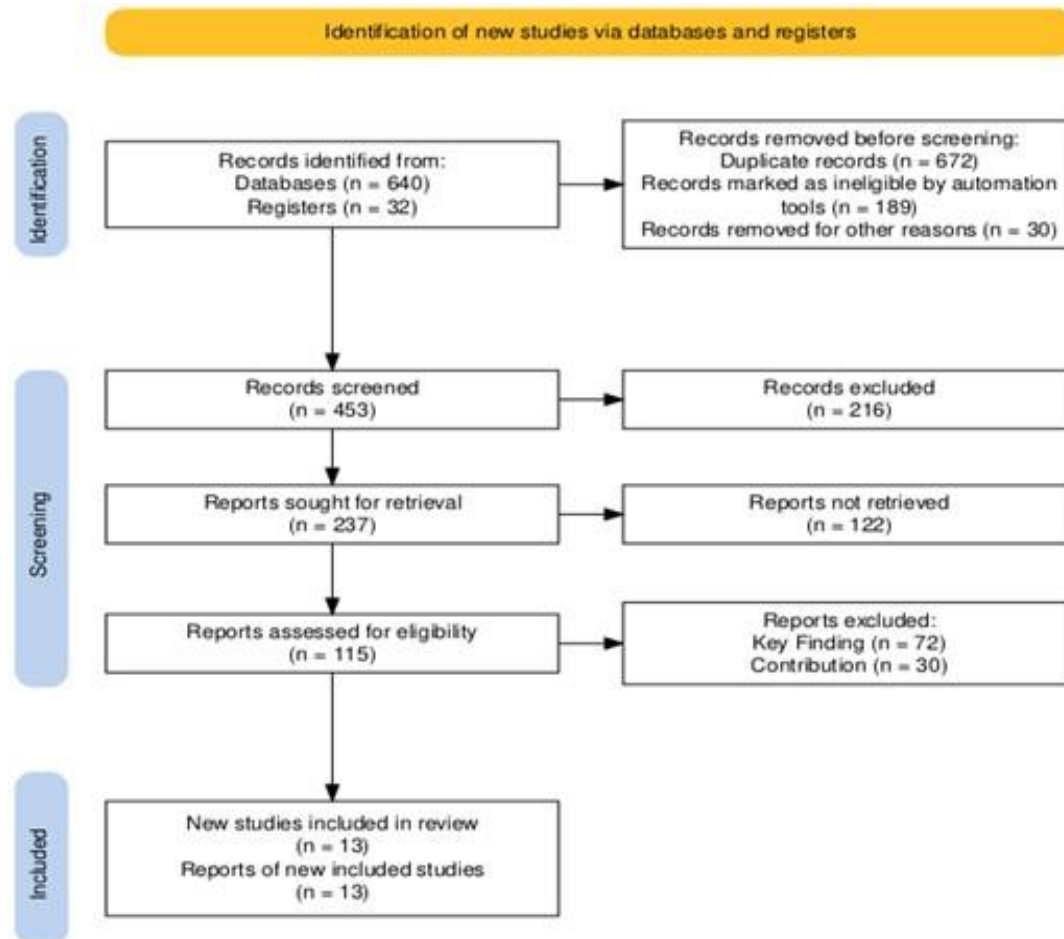 Identification of new studies via databases and registers
Identification
Records identified from:
Databases (n = 640)
Registers (n = 32)
Records removed before screening:
Duplicate records (n = 672)
Records marked as ineligible by automation
tools (n = 189)
Records removed for other reasons (n = 30)
Screening
Records screened
(n = 453)
Records excluded
(n = 216)
Reports sought for retrieval
(n = 237)
Reports not retrieved
(n = 122)
Reports assessed for eligibility
(n = 115)
Reports excluded:
Key Finding (n = 72)
Contribution (n = 30)
Included
New studies included in review
(n = 13)
Reports of new included studies
(n = 13)